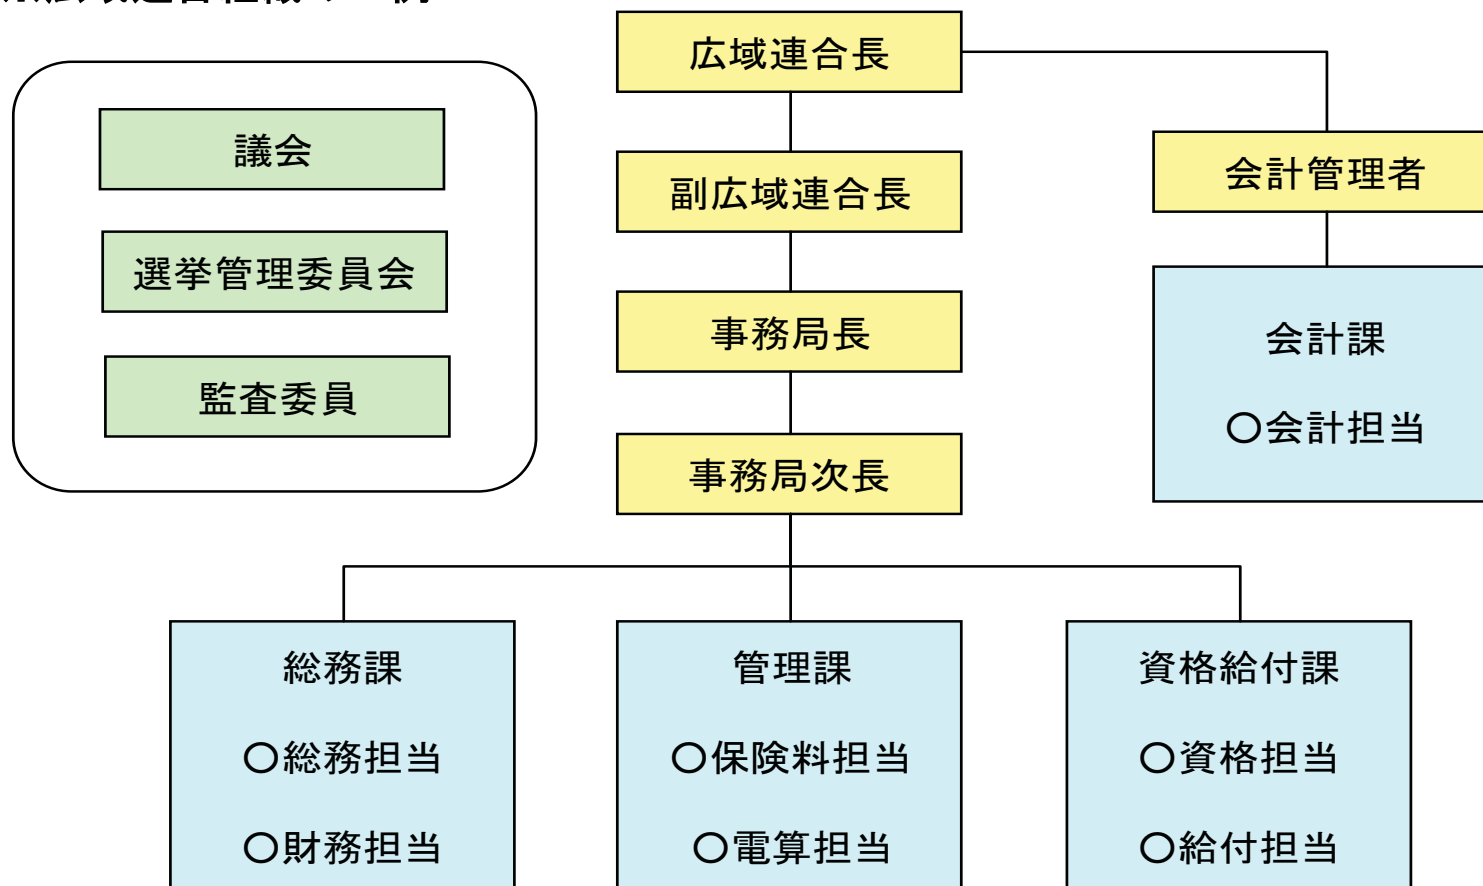 広域連合長
議会
会計管理者
副広域連合長
選挙管理委員会
事務局長
会計課
監査委員
〇会計担当
事務局次長
総務課
〇総務担当
〇財務担当
管理課
〇保険料担当
〇電算担当
資格給付課
〇資格担当
〇給付担当